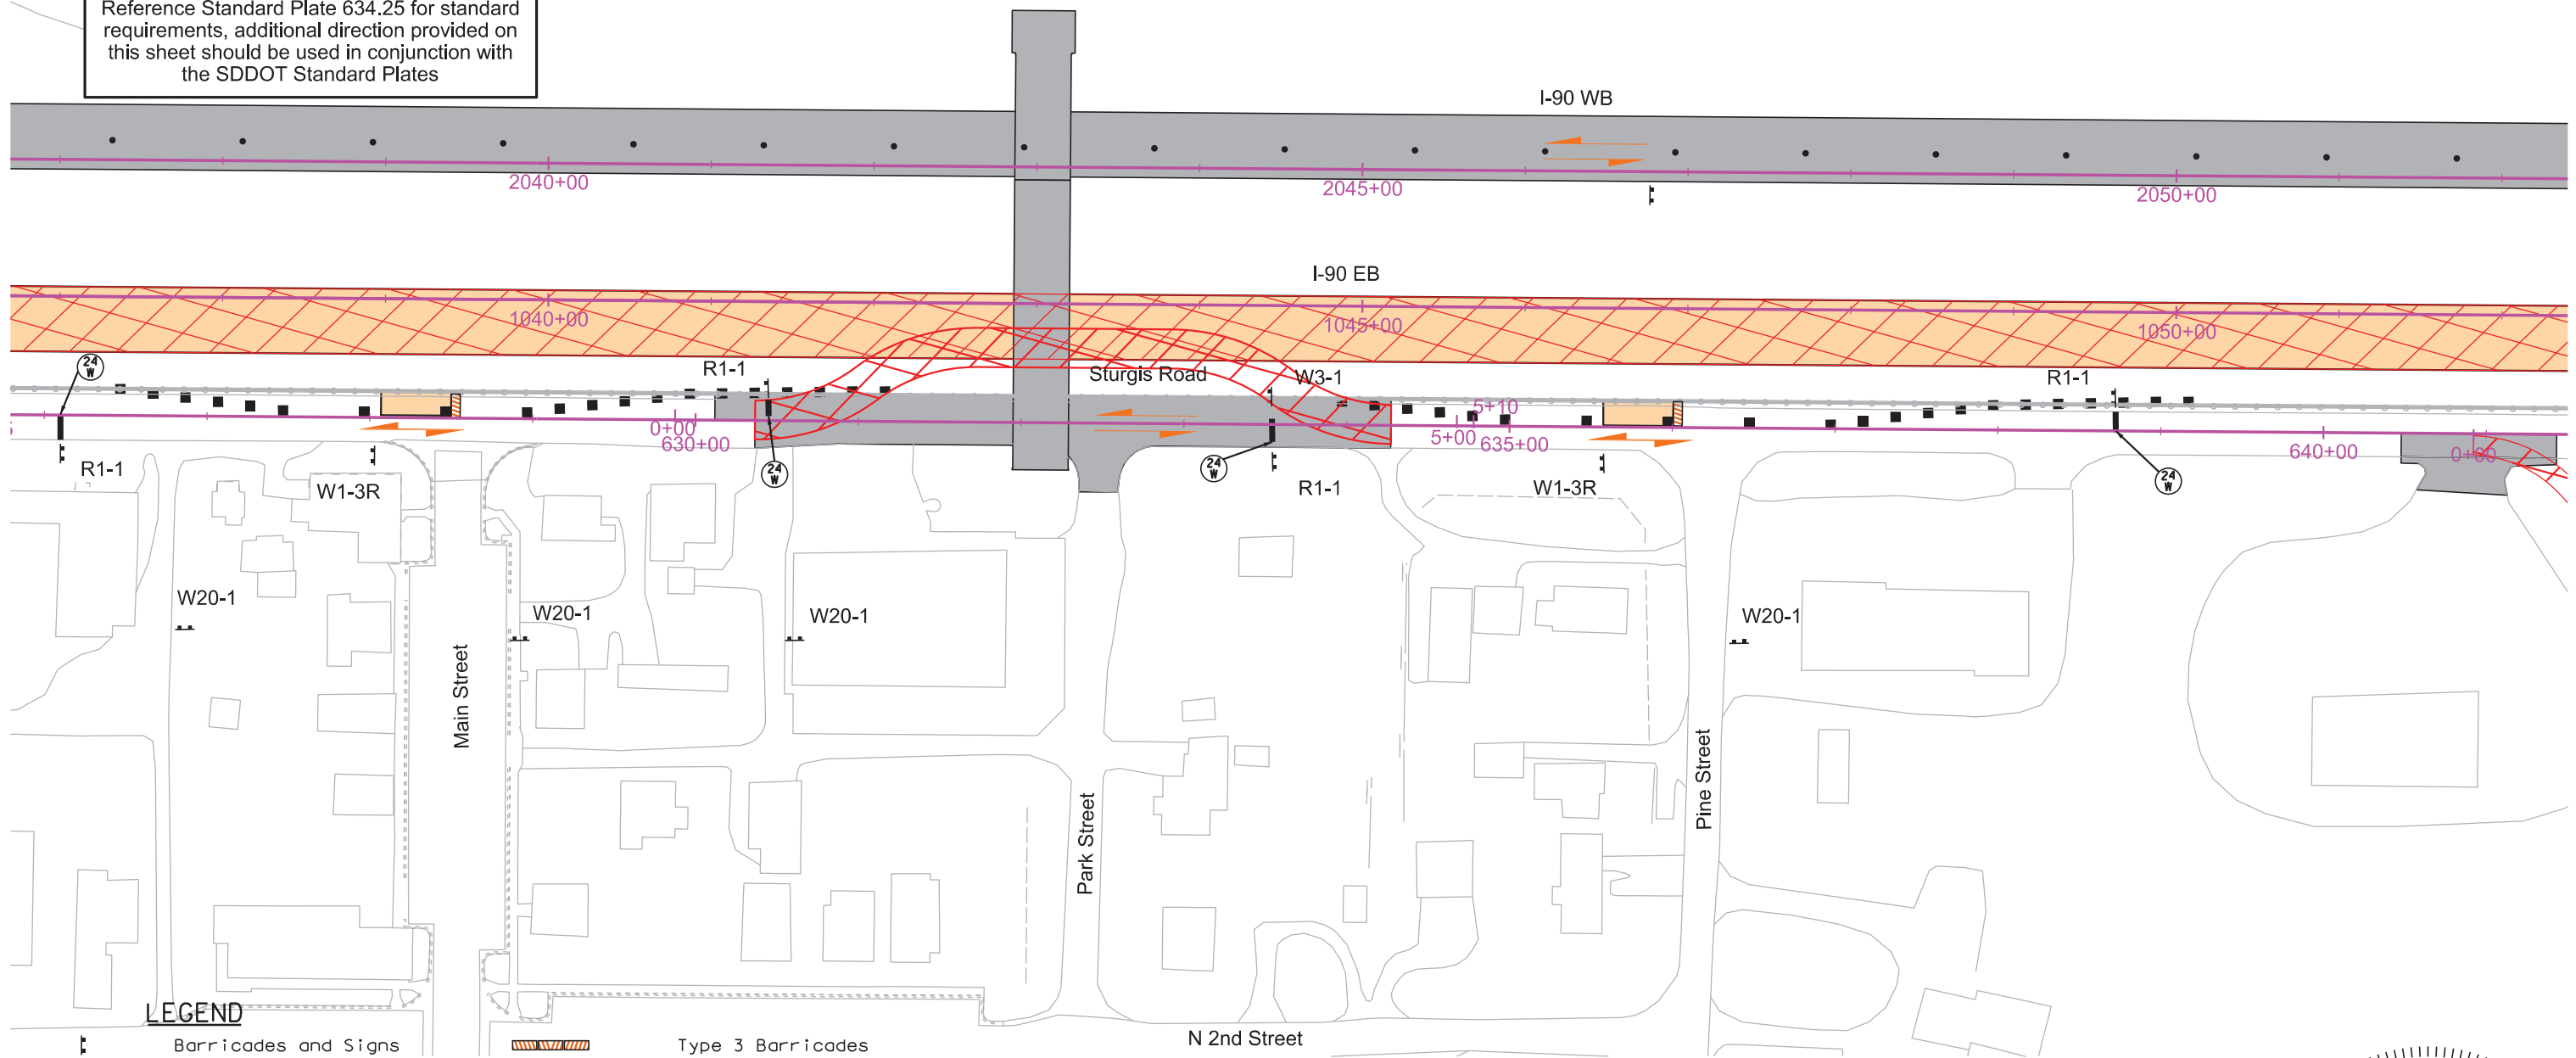 Reference Standard Plate 634.25 for standard
requirements, additional direction provided on
this sheet should be used in conjunction with
the SDDOT Standard Plates
I-90 WB
2040+00
2045+00
2050+00
I-90 EB
1040+00
1045+00
1050+00
24
W
R1-1
Sturgis Road
W3-1
R1-1
5+10
0+00
630+00
5+00
635+00
640+00
0+00
R1-1
24
W
24
W
24
W
W1-3R
R1-1
W1-3R
W20-1
W20-1
W20-1
W20-1
Main Street
Park Street
Pine Street
LEGEND
N 2nd Street
Barricades and Signs
Type 3 Barricades